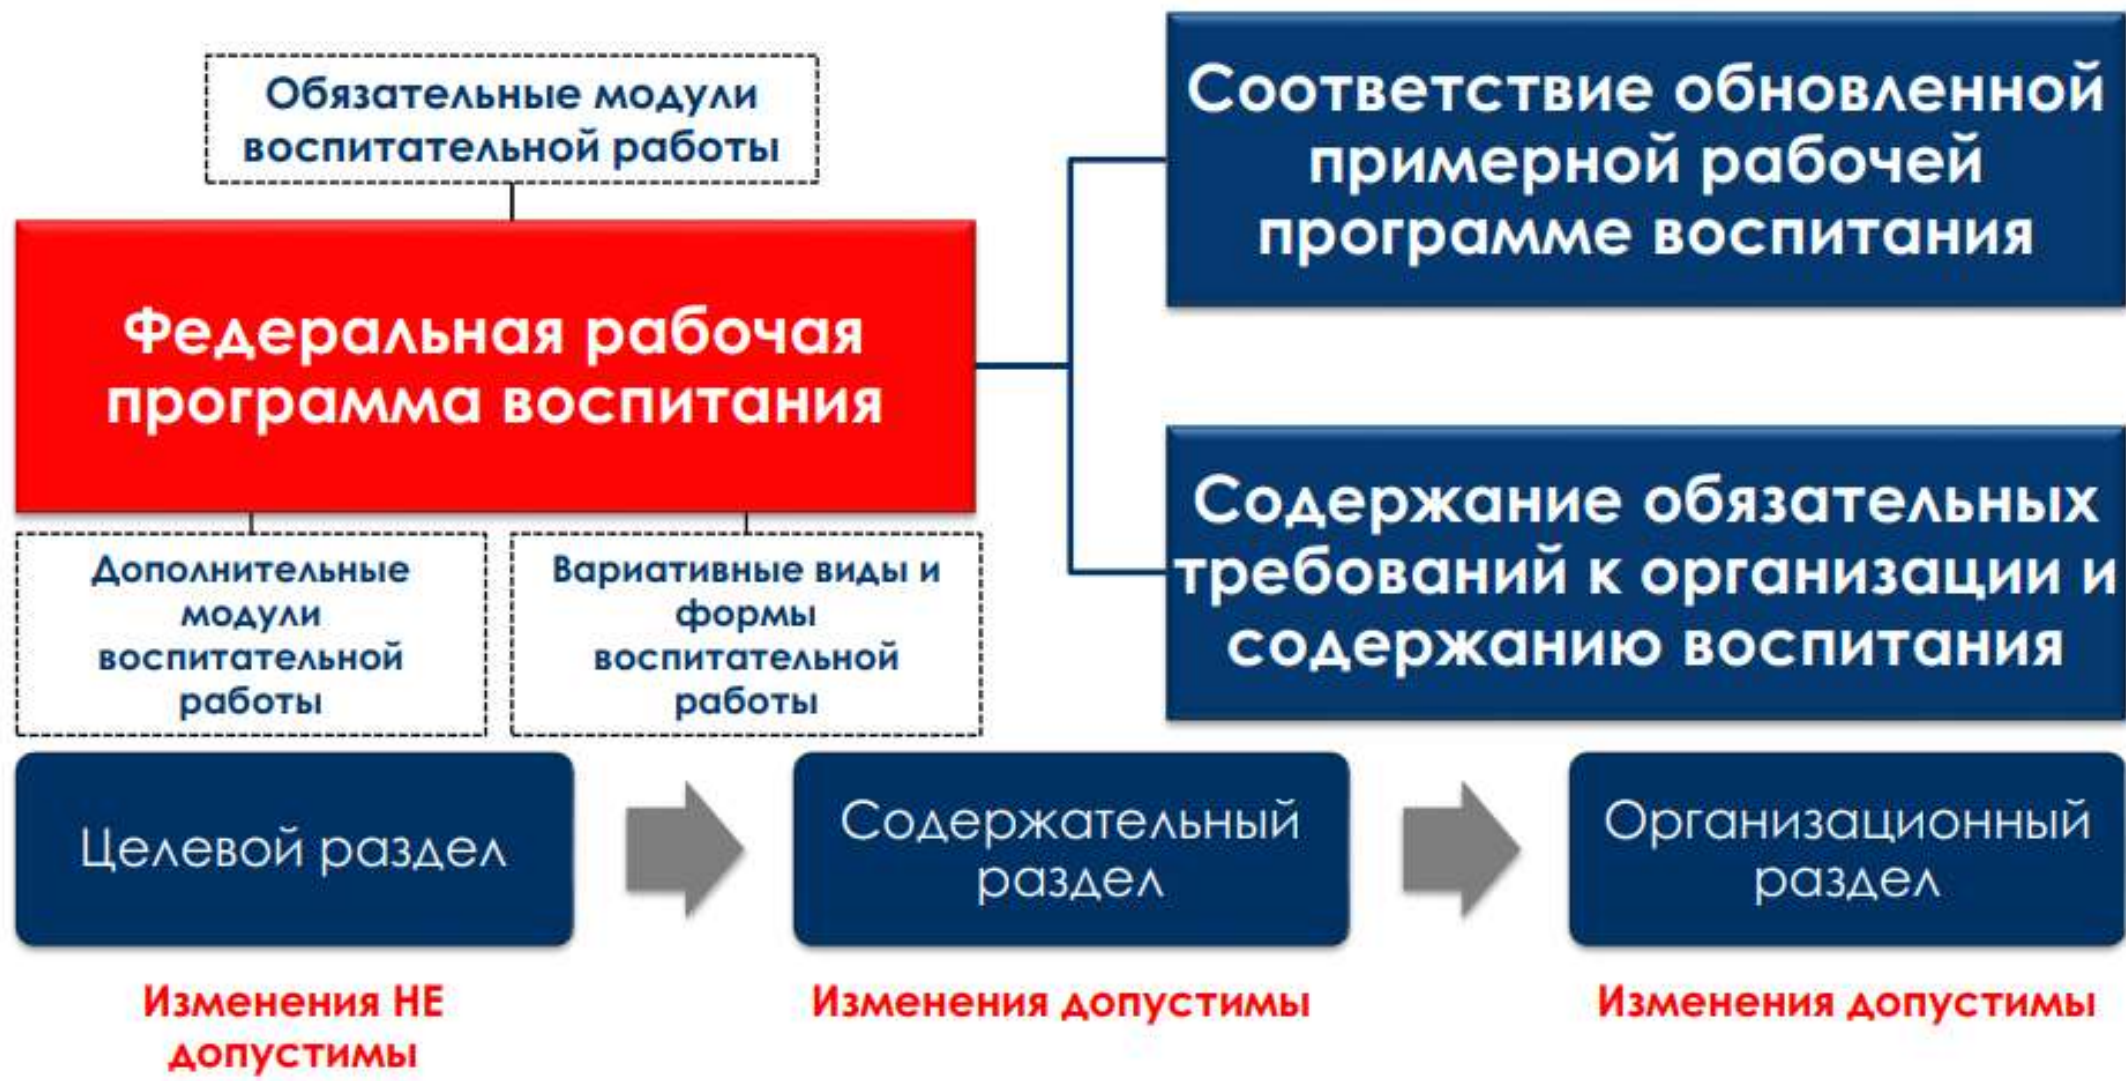 Обязательные модули
воспитательной работы
Федеральная рабочая
программа воспитания
Дополнительные
модули
воспитательной
работы
Вариативные виды и
формы
воспитательной
работы
Соответствие обновленной
примерной рабочей
программе воспитания
Содержание обязательных
требований к организации и
содержанию воспитания
Целевой раздел
Содержательный
раздел
Организационный
раздел
Изменения НЕ
допустимы
Изменения допустимы
Изменения допустимы